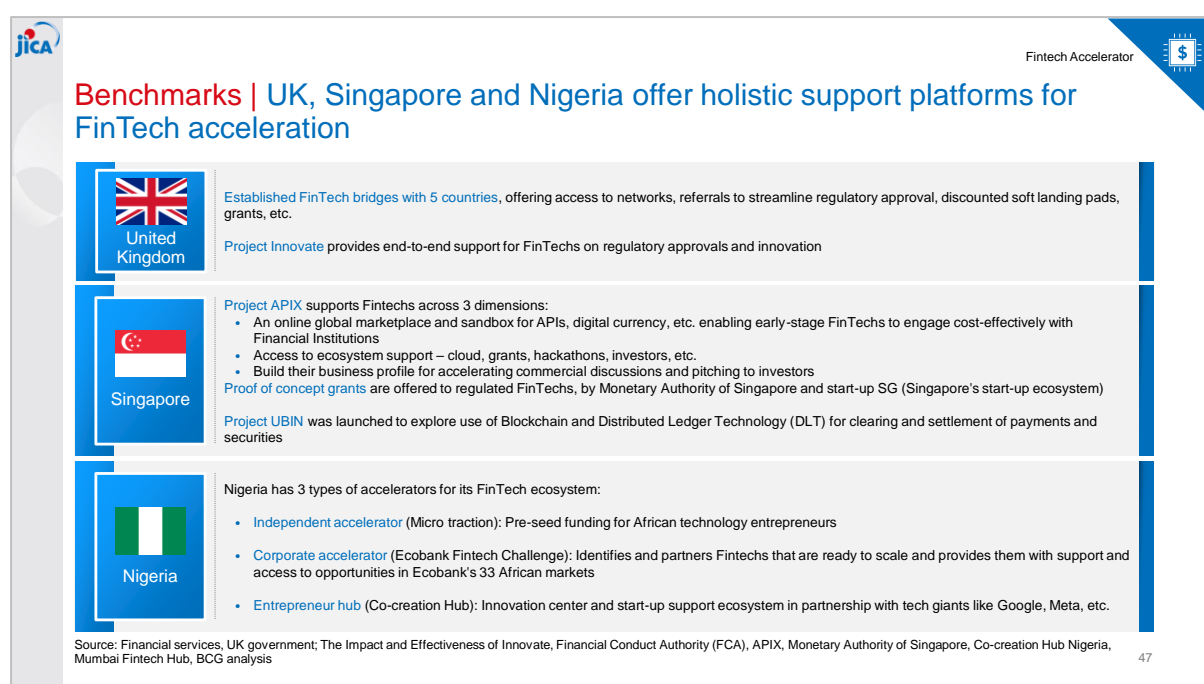 jICA
Fintech Accelerator
$
Benchmarks | UK, Singapore and Nigeria offer holistic support platforms for
FinTech acceleration
United
Kingdom
Established FinTech bridges with 5 countries, offering access to networks, referrals to streamline regulatory approval, discounted soft landing pads,
grants, etc.
Project Innovate provides end-to-end support for FinTechs on regulatory approvals and innovation
Singapore
Project APIX supports Fintechs across 3 dimensions:
• An online global marketplace and sandbox for APIs, digital currency, etc. enabling early-stage FinTechs to engage cost-effectively with
Financial Institutions
• Access to ecosystem support – cloud, grants, hackathons, investors, etc.
• Build their business profile for accelerating commercial discussions and pitching to investors
Proof of concept grants are offered to regulated FinTechs, by Monetary Authority of Singapore and start-up SG (Singapore's start-up ecosystem)
Project UBIN was launched to explore use of Blockchain and Distributed Ledger Technology (DLT) for clearing and settlement of payments and
securities
Nigeria
Nigeria has 3 types of accelerators for its FinTech ecosystem:
• Independent accelerator (Micro traction): Pre-seed funding for African technology entrepreneurs
• Corporate accelerator (Ecobank Fintech Challenge): Identifies and partners Fintechs that are ready to scale and provides them with support and
access to opportunities in Ecobank's 33 African markets
• Entrepreneur hub (Co-creation Hub): Innovation center and start-up support ecosystem in partnership with tech giants like Google, Meta, etc.
Source: Financial services, UK government; The Impact and Effectiveness of Innovate, Financial Conduct Authority (FCA), APIX, Monetary Authority of Singapore, Co-creation Hub Nigeria,
Mumbai Fintech Hub, BCG analysis
47